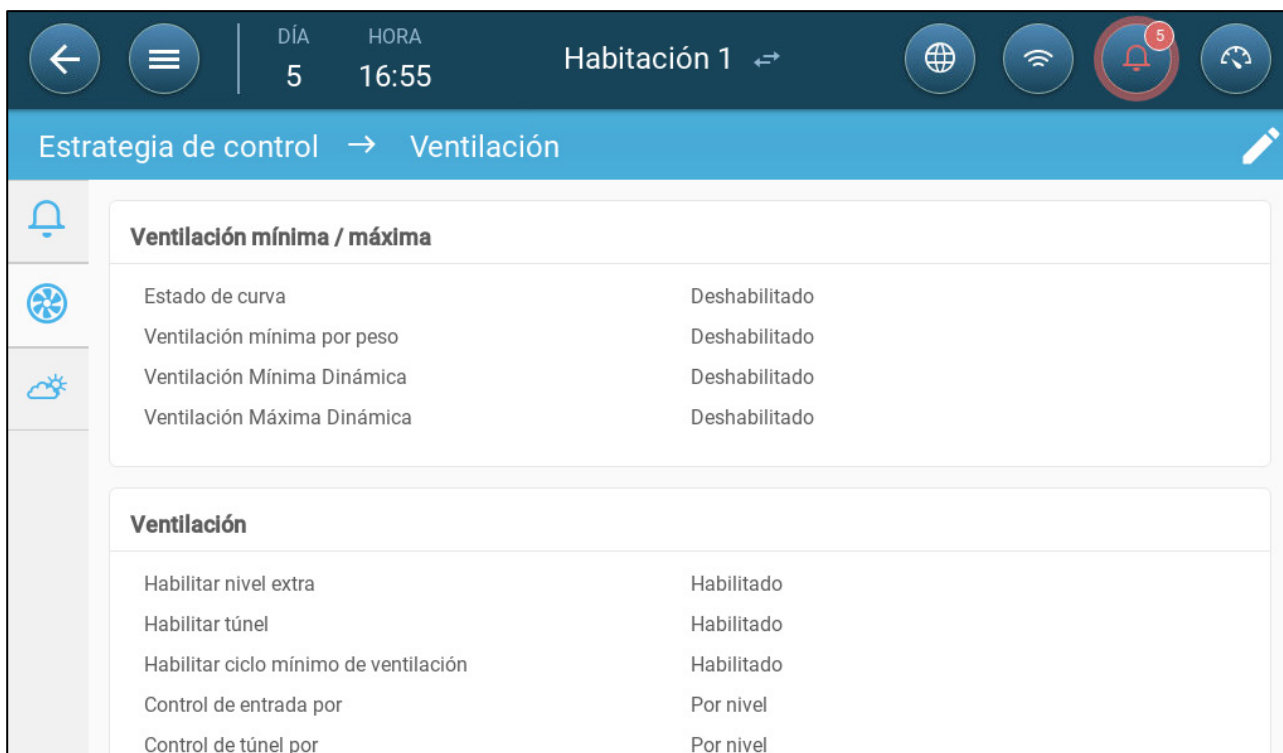 DÍA HORA
5 16:55 Habitación 1 5
Estrategia de control → Ventilación
Ventilación mínima / máxima
Estado de curva Deshabilitado
Ventilación mínima por peso Deshabilitado
Ventilación Mínima Dinámica Deshabilitado
Ventilación Máxima Dinámica Deshabilitado
Ventilación
Habilitar nivel extra Habilitado
Habilitar túnel Habilitado
Habilitar ciclo mínimo de ventilación Habilitado
Control de entrada por Por nivel
Control de túnel por Por nivel